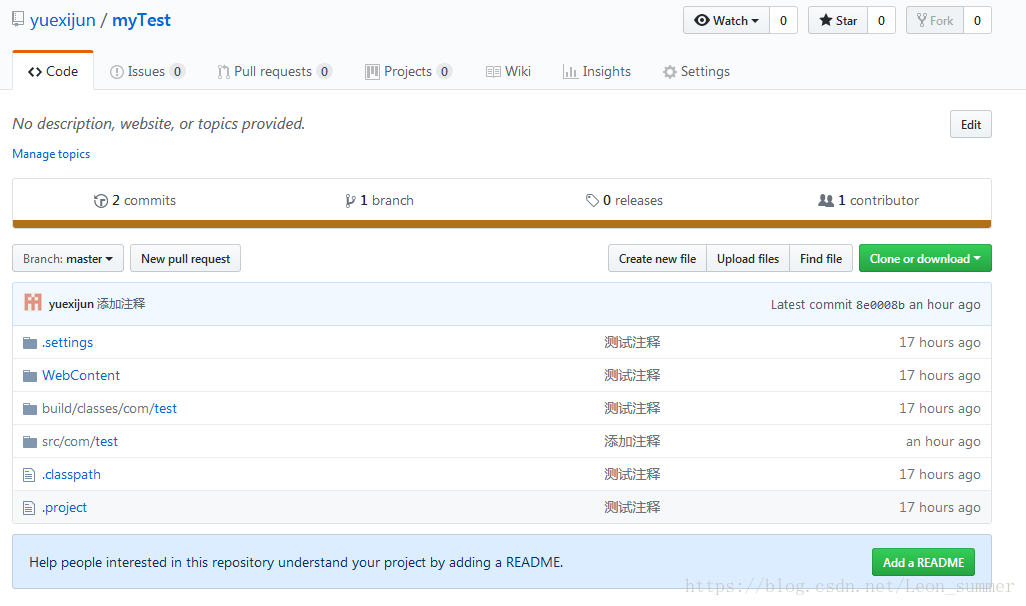 yuexijun / myTest Watch 0 Star 0 Fork 0
Code Issues 0 Pull requests 0 Projects 0 Wiki Insights Settings
No description, website, or topics provided. Edit
Manage topics
2 commits 1 branch 0 releases 1 contributor
Branch: master New pull request Create new file Upload files Find file Clone or download
yuexijun 添加注释 Latest commit 8e0008b an hour ago
.settings 测试注释 17 hours ago
WebContent 测试注释 17 hours ago
build/classes/com/test 测试注释 17 hours ago
src/com/test 添加注释 an hour ago
.classpath 测试注释 17 hours ago
.project 测试注释 17 hours ago
Help people interested in this repository understand your project by adding a README. Add a README
https://blog.csdn.net/Leon_summer